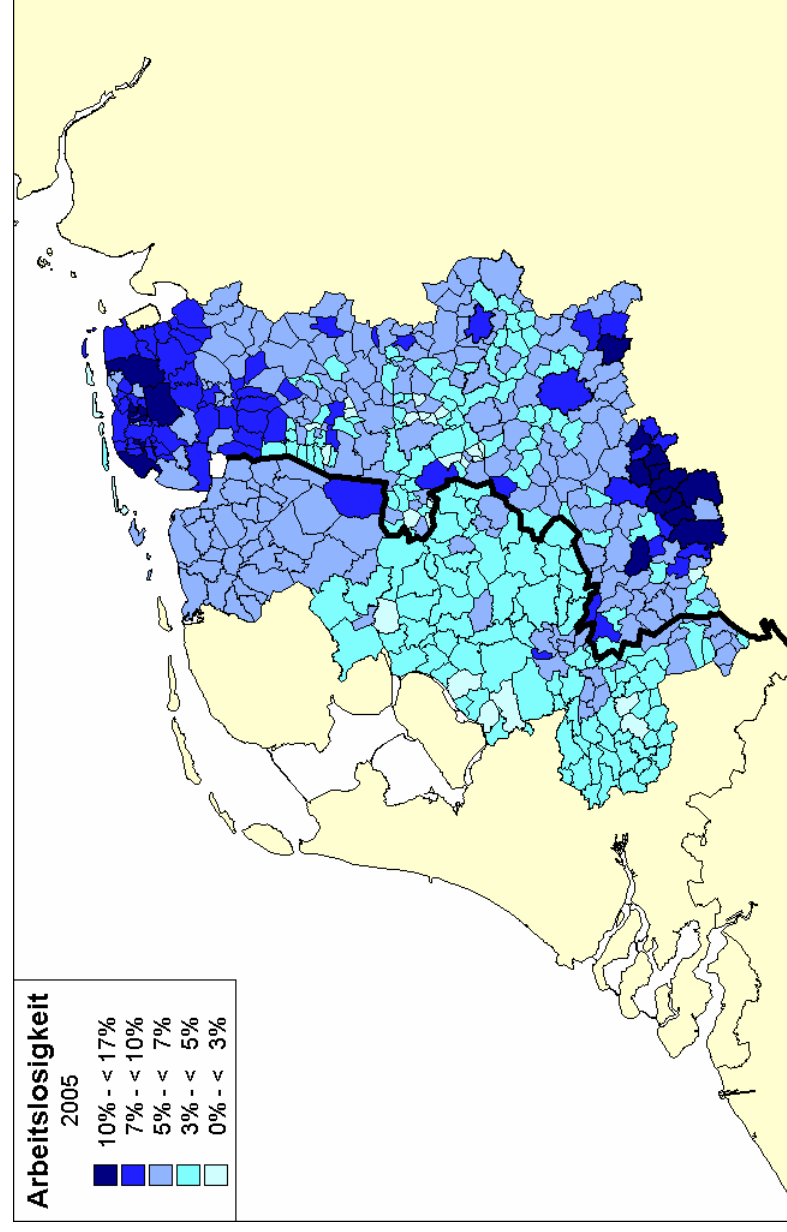 Arbeitslosigkeit
2005
10% - < 17%
7% - < 10%
5% - < 7%
3% - < 5%
0% - < 3%